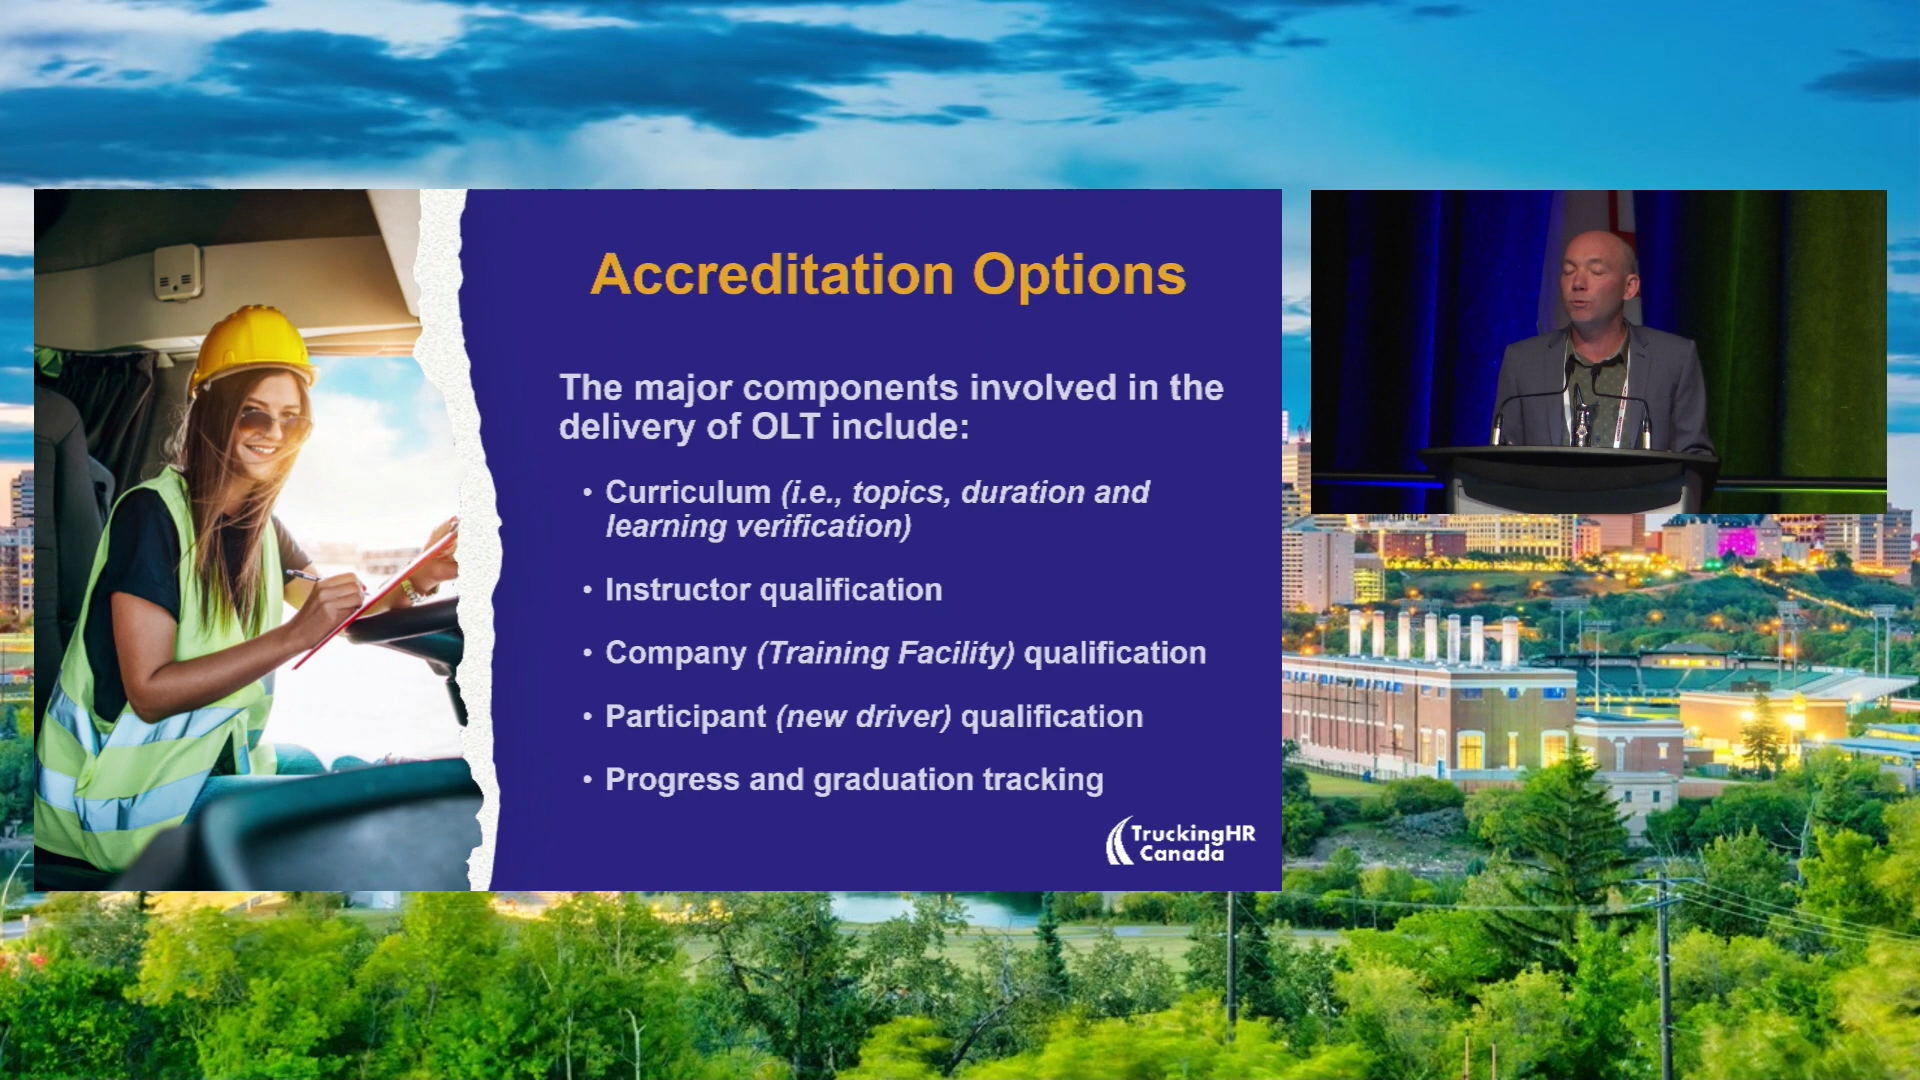 Accreditation Options
The major components involved in the
delivery of OLT include:
• Curriculum (i.e., topics, duration and
learning verification)
• Instructor qualification
• Company (Training Facility) qualification
• Participant (new driver) qualification
• Progress and graduation tracking
TruckingHR
Canada